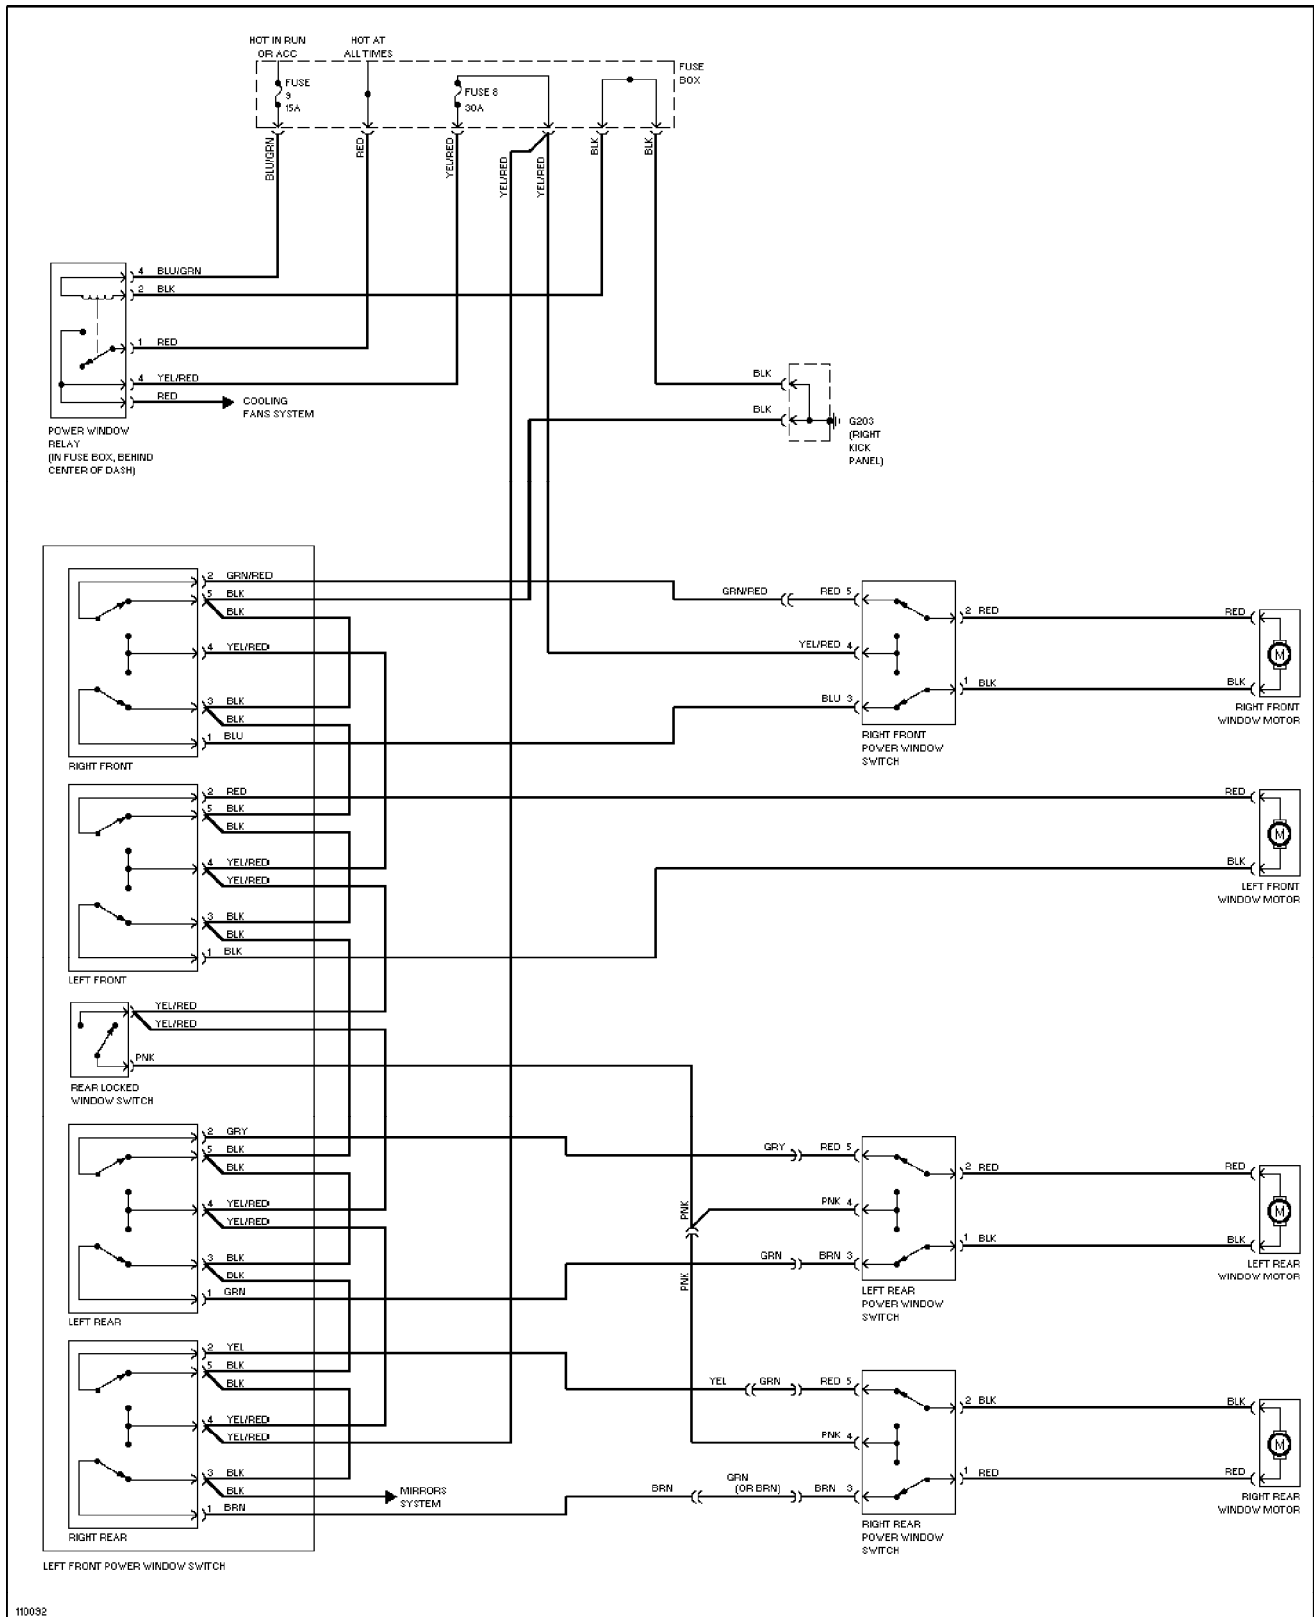 HOT IN RUN
OR ACC
HOT AT
ALL TIMES
FUSE
BOX
FUSE
9
15A
FUSE 8
30A
BLU/GRN
RED
YEL/RED
YEL/RED
YEL/RED
BLK
BLK
4 BLU/GRN
2 BLK
1 RED
4 YEL/RED
RED
COOLING
FANS SYSTEM
POWER WINDOW
RELAY
(IN FUSE BOX, BEHIND
CENTER OF DASH)
BLK
BLK
G203
(RIGHT
KICK
PANEL)
2 GRN/RED
5 BLK
BLK
4 YEL/RED
3 BLK
BLK
1 BLU
RIGHT FRONT
GRN/RED
RED 5
YEL/RED 4
BLU 3
2 RED
1 BLK
RIGHT FRONT
POWER WINDOW
SWITCH
RED
M
BLK
RIGHT FRONT
WINDOW MOTOR
2 RED
5 BLK
BLK
4 YEL/RED
YEL/RED
3 BLK
BLK
1 BLK
LEFT FRONT
RED
M
BLK
LEFT FRONT
WINDOW MOTOR
YEL/RED
YEL/RED
PNK
REAR LOCKED
WINDOW SWITCH
2 GRY
5 BLK
BLK
4 YEL/RED
YEL/RED
3 BLK
BLK
1 GRN
LEFT REAR
GRY
RED 5
PNK
PNK 4
GRN
BRN 3
PNK
2 RED
1 BLK
LEFT REAR
POWER WINDOW
SWITCH
RED
M
BLK
LEFT REAR
WINDOW MOTOR
2 YEL
5 BLK
BLK
4 YEL/RED
YEL/RED
3 BLK
BLK
1 BRN
MIRRORS
SYSTEM
RIGHT REAR
YEL
GRN
RED 5
PNK 4
BRN
GRN
(OR BRN)
BRN 3
2 BLK
1 RED
RIGHT REAR
POWER WINDOW
SWITCH
BLK
M
RED
RIGHT REAR
WINDOW MOTOR
LEFT FRONT POWER WINDOW SWITCH
110092